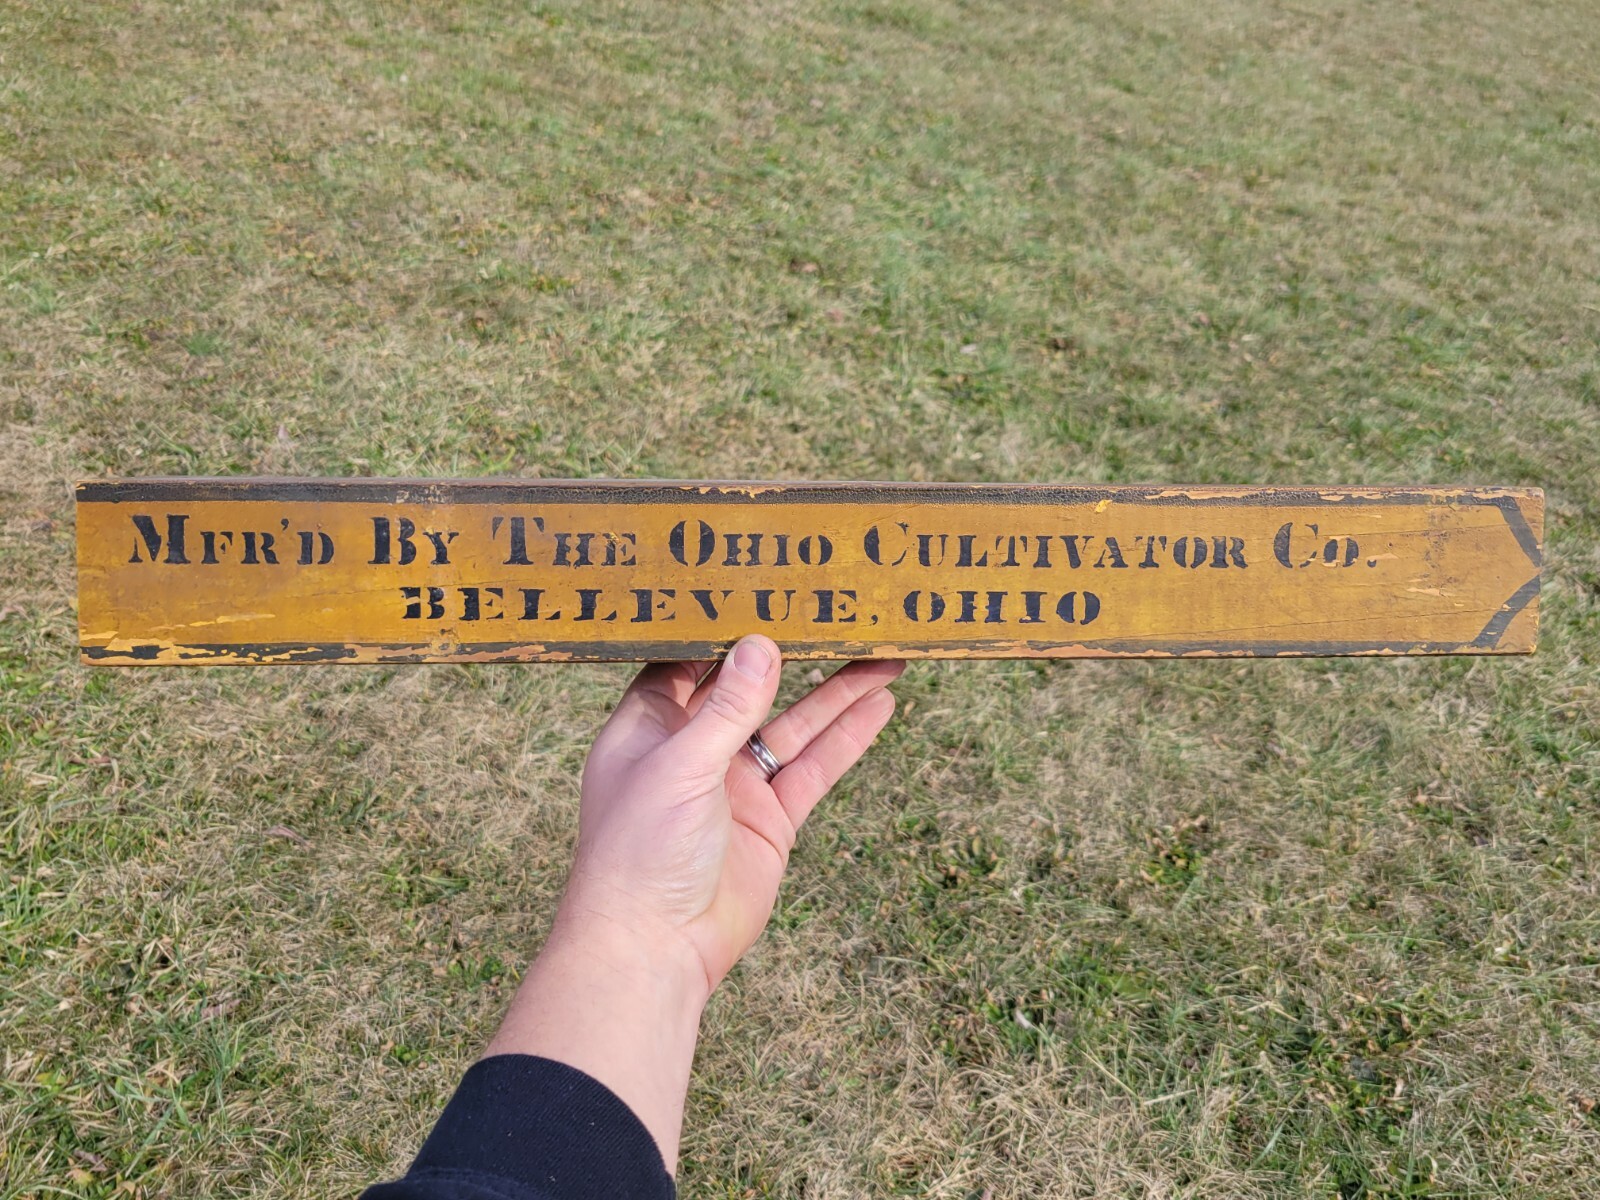 MFR'D BY THE OHIO CULTIVATOR CO.
BELLEVUE, OHIO